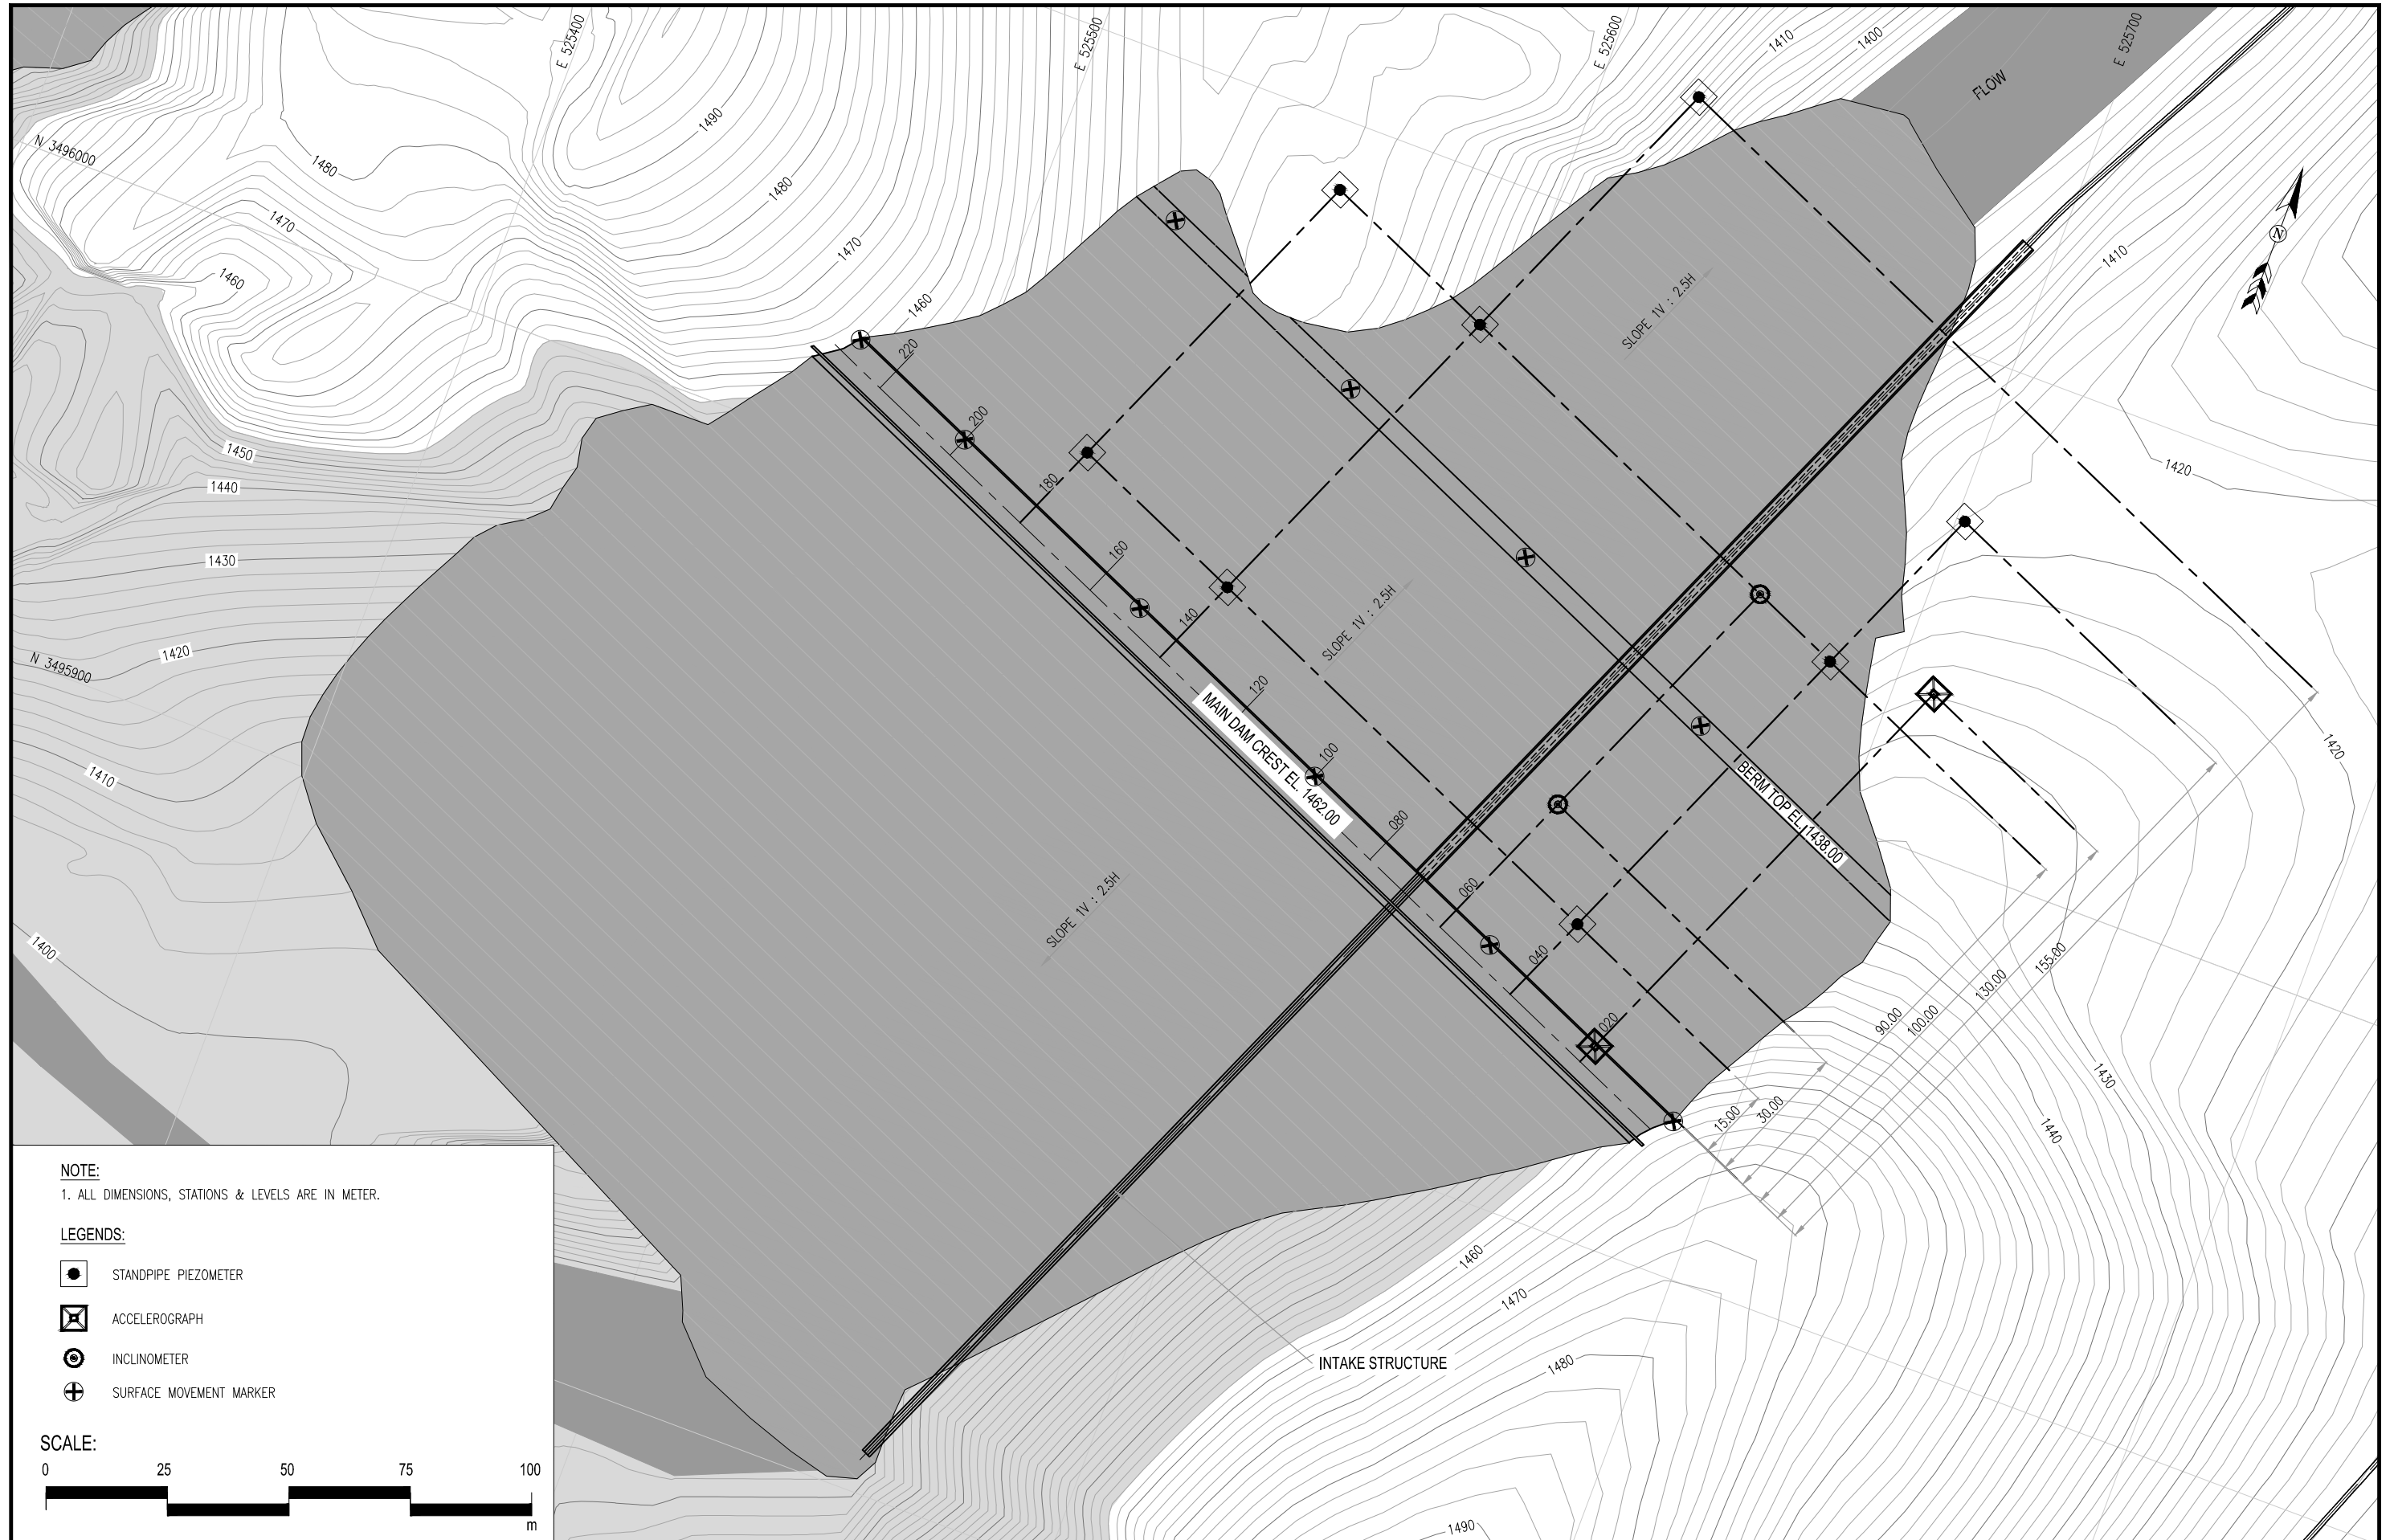 E 525400
E 525500
E 525600
E 525700
1410
1400
FLOW
N 3496000
1490
1480
1480
1470
1470
1460
1460
1410
SLOPE 1V : 2.5H
N
220
200
180
160
140
120
100
080
060
040
020
1450
1440
1430
1420
N 3495900
1410
1400
1420
1420
SLOPE 1V : 2.5H
MAIN DAM CREST EL. 1462.00
BERM TOP EL. 1438.00
SLOPE 1V : 2.5H
90.00
100.00
130.00
155.00
15.00
30.00
1430
1440
1460
1470
1480
1490
INTAKE STRUCTURE
NOTE:
1. ALL DIMENSIONS, STATIONS & LEVELS ARE IN METER.
LEGENDS:
STANDPIPE PIEZOMETER
ACCELEROGRAPH
INCLINOMETER
SURFACE MOVEMENT MARKER
SCALE:
0 25 50 75 100
m